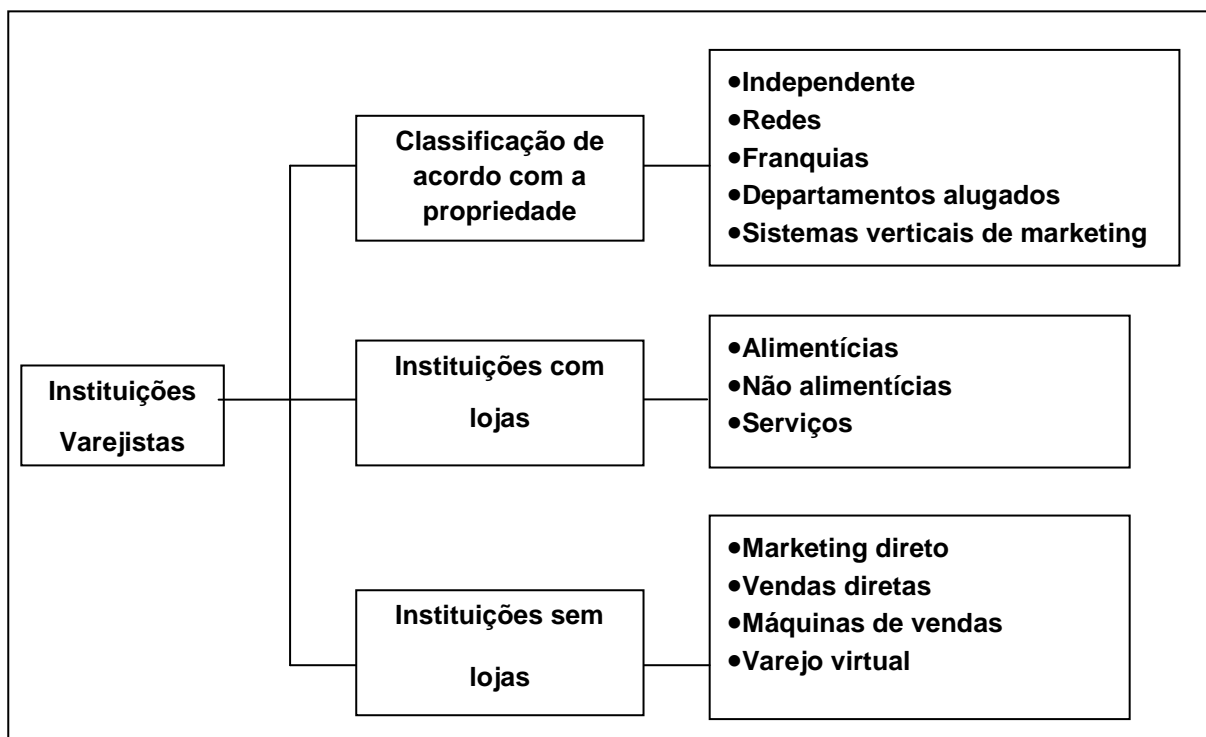 Instituições
Varejistas
Classificação de
acordo com a
propriedade
•Independente
•Redes
•Franquias
•Departamentos alugados
•Sistemas verticais de marketing
Instituições com
lojas
•Alimentícias
•Não alimentícias
•Serviços
Instituições sem
lojas
•Marketing direto
•Vendas diretas
•Máquinas de vendas
•Varejo virtual